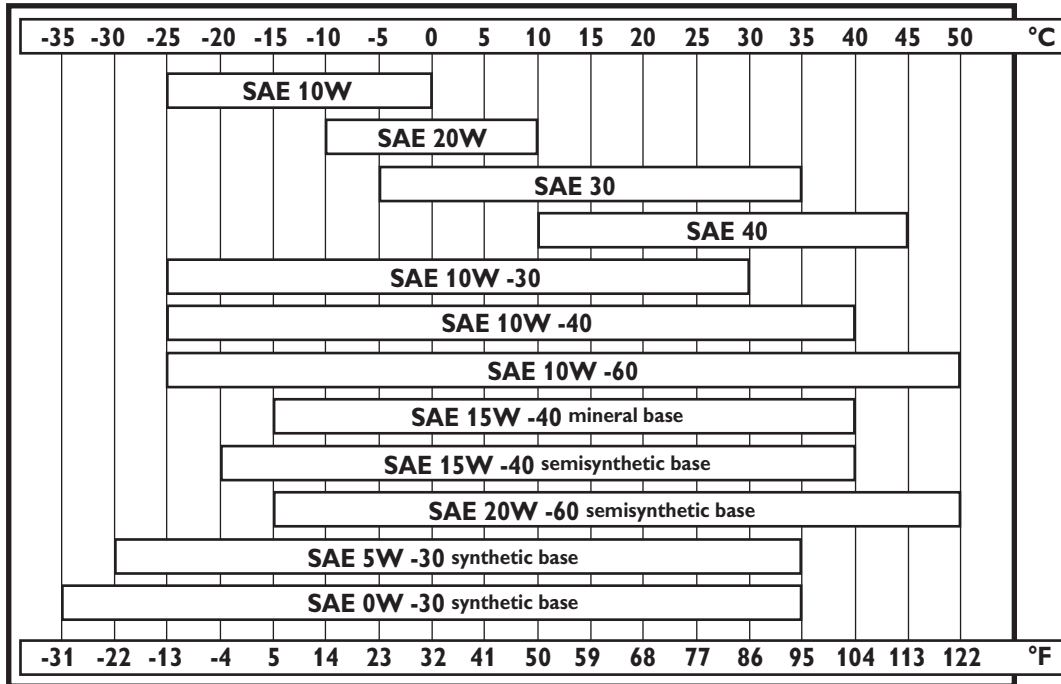 -35 -30 -25 -20 -15 -10 -5 0 5 10 15 20 25 30 35 40 45 50 °C
SAE 10W
SAE 20W
SAE 30
SAE 40
SAE 10W -30
SAE 10W -40
SAE 10W -60
SAE 15W -40 mineral base
SAE 15W -40 semisynthetic base
SAE 20W -60 semisynthetic base
SAE 5W -30 synthetic base
SAE 0W -30 synthetic base
-31 -22 -13 -4 5 14 23 32 41 50 59 68 77 86 95 104 113 122 °F